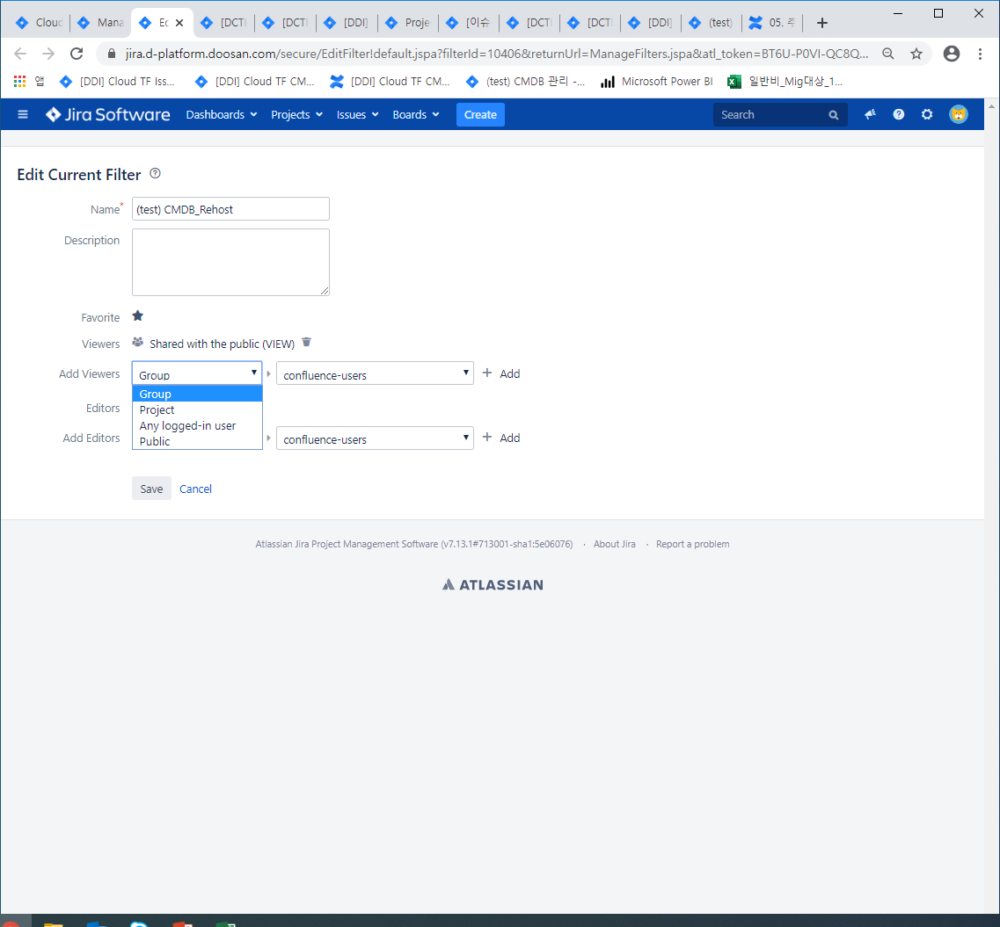 Cloud
Mana
Ec
[DCTI
[DCTI
[DDI]
Proje
[이슈
[DCTI
[DCTI
[DDI]
(test)
05. 주
jira.d-platform.doosan.com/secure/EditFilter!default.jspa?filterId=10406&returnUrl=ManageFilters.jspa&atl_token=BT6U-P0VI-QC8Q...
앱 [DDI] Cloud TF Iss... [DDI] Cloud TF CM... [DDI] Cloud TF CM... (test) CMDB 관리 -... Microsoft Power BI 일반비_Mig대상_1...
Jira Software Dashboards Projects Issues Boards Create Search
Edit Current Filter
Name* (test) CMDB_Rehost
Description
Favorite
Viewers Shared with the public (VIEW)
Add Viewers Group confluence-users Add
Group
Project
Any logged-in user
Public
Editors
Add Editors confluence-users Add
Save Cancel
Atlassian Jira Project Management Software (v7.13.1#713001-sha1:5e06076) · About Jira · Report a problem
ATLASSIAN